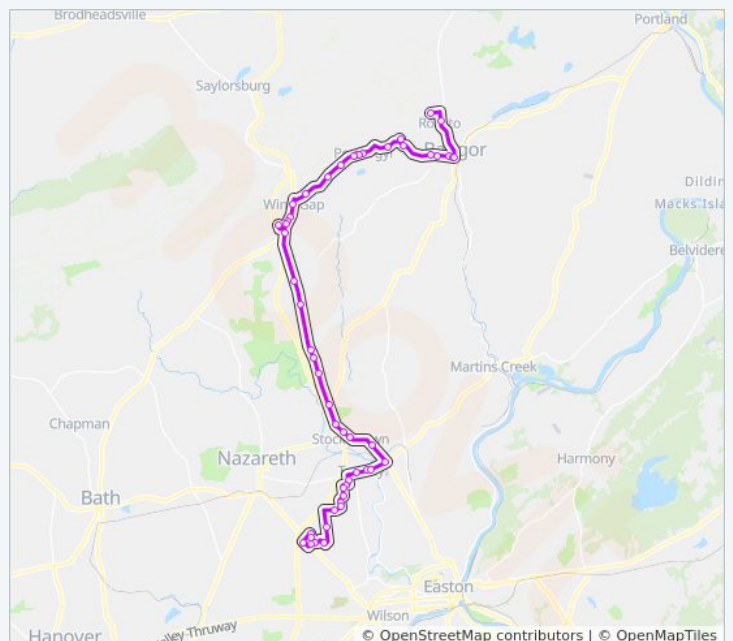 Brodheadsville
Portland
Saylorsburg
Bangor
Dildin
Macks Isla
Belvidere
Martins Creek
Chapman
Nazareth
Harmony
Bath
Easton
Wilson
Hanover
ley Thruway
© OpenStreetMap contributors | © OpenMapTiles